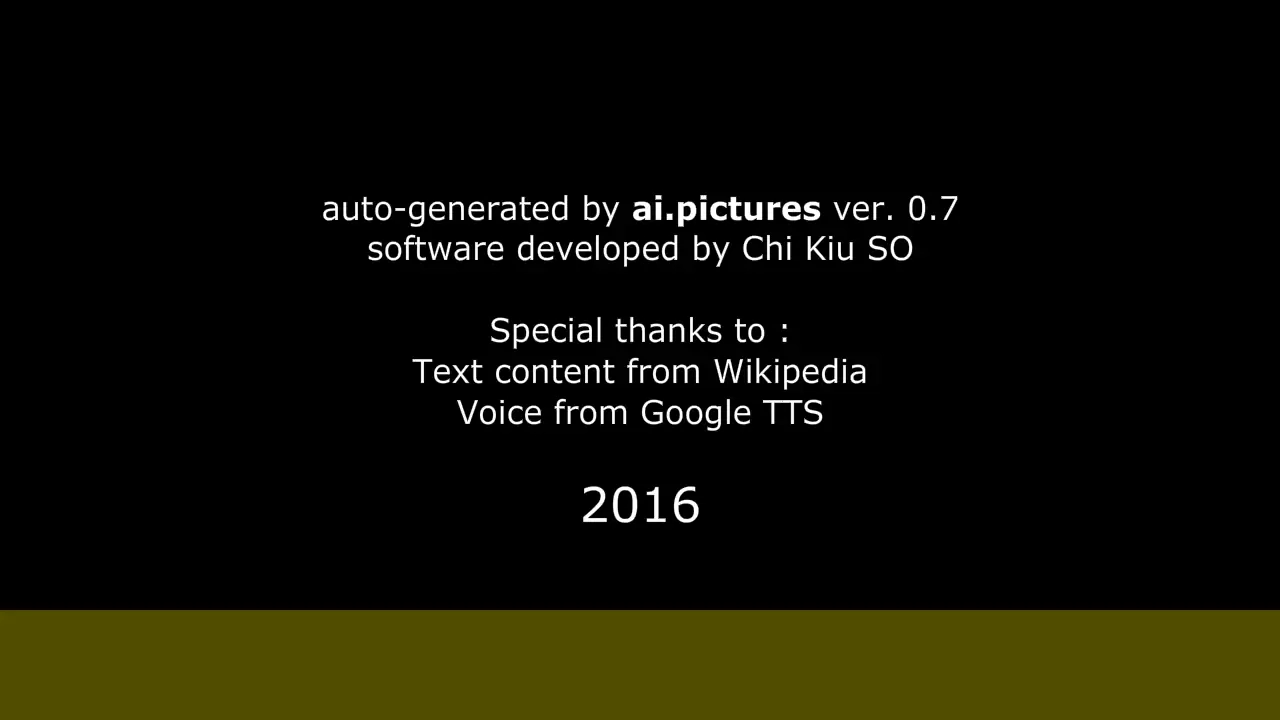 auto-generated by ai.pictures ver. 0.7
software developed by Chi Kiu SO
Special thanks to :
Text content from Wikipedia
Voice from Google TTS
2016